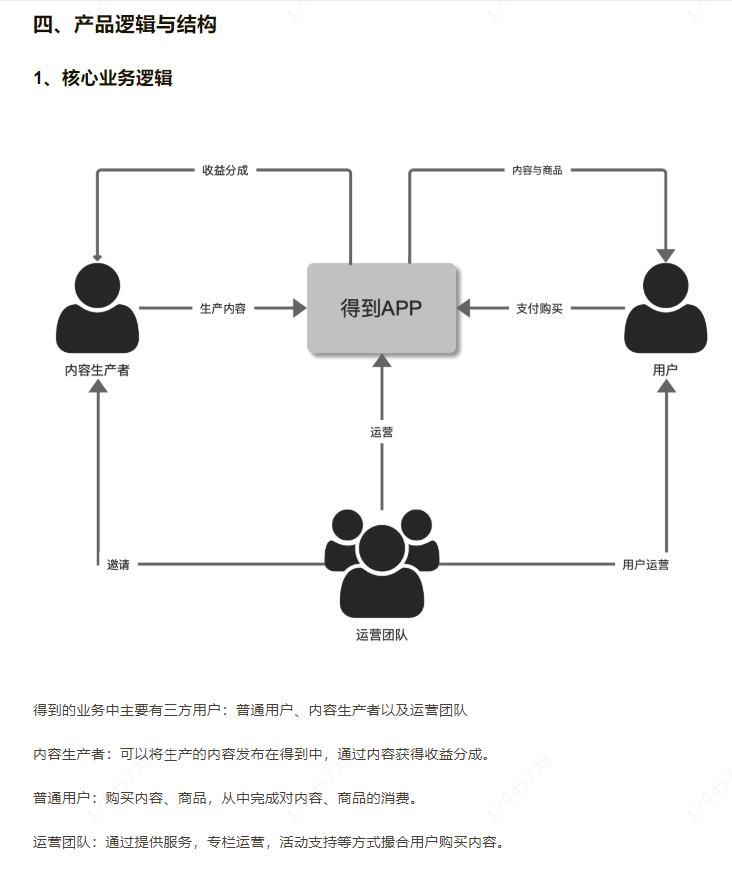 四、产品逻辑与结构
1、核心业务逻辑
收益分成
内容与商品
生产内容
得到APP
支付购买
内容生产者
用户
运营
邀请
用户运营
运营团队
得到的业务中主要有三方用户：普通用户、内容生产者以及运营团队
内容生产者：可以将生产的内容发布在得到中，通过内容获得收益分成。
普通用户：购买内容、商品，从中完成对内容、商品的消费。
运营团队：通过提供服务，专栏运营，活动支持等方式撮合用户购买内容。
17045728
17045728